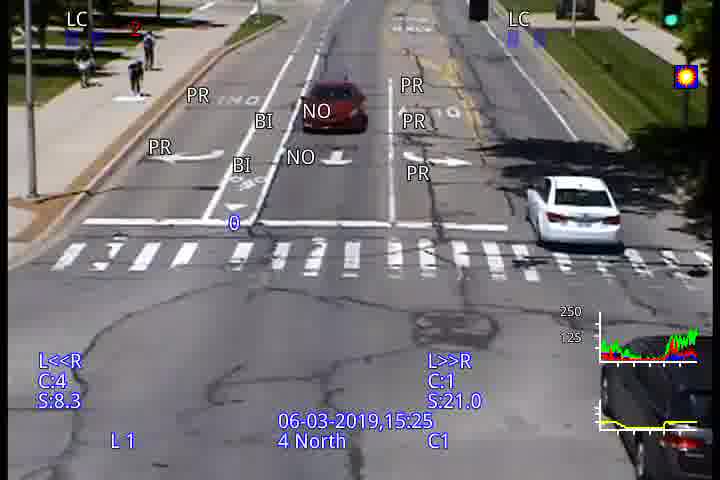 LC
2
LC
PR
PR
NO
BI
PR
PR
NO
BI
PR
ONLY
0
250
125
L<<R
C:4
S:8.3
L>>R
C:1
S:21.0
06-03-2019,15:25
L 1
4 North
C1